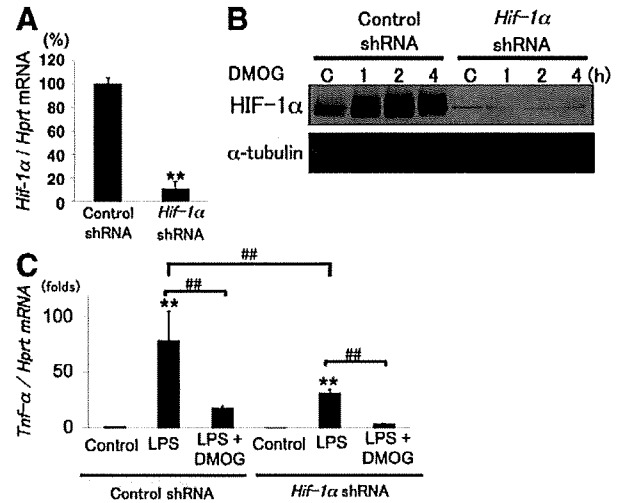 A
(%)
120
100
80
60
40
20
0
Hif-1α / Hprt mRNA
**
Control shRNA
Hif-1α shRNA
B
Control shRNA
Hif-1α shRNA
DMOG C 1 2 4 C 1 2 4 (h)
HIF-1α
α-tubulin
C
(folds)
100
50
0
Tnf-α / Hprt mRNA
##
##
**
##
**
Control LPS LPS + DMOG Control LPS LPS + DMOG
Control shRNA Hif-1α shRNA